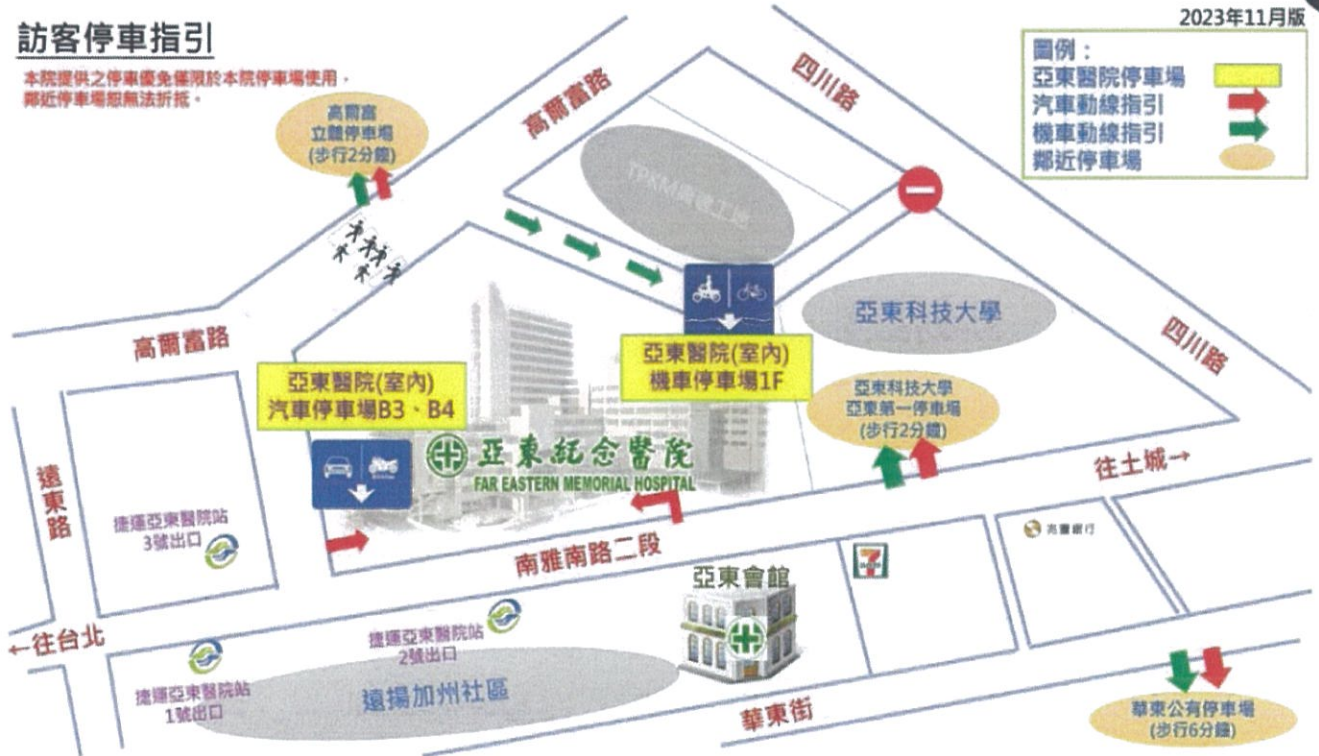 2023年11月版
訪客停車指引
本院提供之停車優免僅限於本院停車場使用，
鄰近停車場恕無法折抵。
圖例：
亞東醫院停車場
汽車動線指引
機車動線指引
鄰近停車場
高爾富
立體停車場
(步行2分鐘)
高爾富路
四川路
亞東科技大學
四川路
高爾富路
亞東醫院(室內)
機車停車場1F
亞東醫院(室內)
汽車停車場B3、B4
亞東科技大學
亞東第一停車場
(步行2分鐘)
亞東紀念醫院
FAR EASTERN MEMORIAL HOSPITAL
往土城→
遠東路
捷運亞東醫院站
3號出口
南雅南路二段
兆豐銀行
7
亞東會館
←往台北
捷運亞東醫院站
2號出口
捷運亞東醫院站
1號出口
遠揚加州社區
華東街
華東公有停車場
(步行6分鐘)